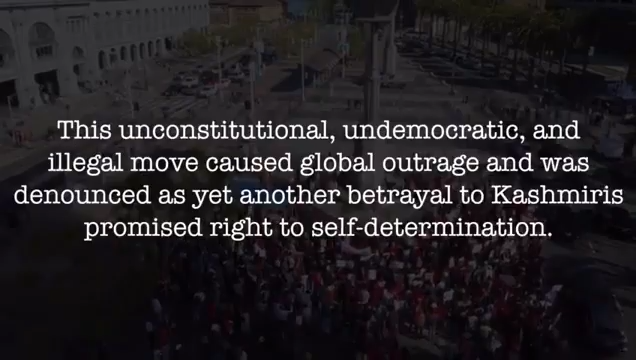 This unconstitutional, undemocratic, and
illegal move caused global outrage and was
denounced as yet another betrayal to Kashmiris
promised right to self-determination.